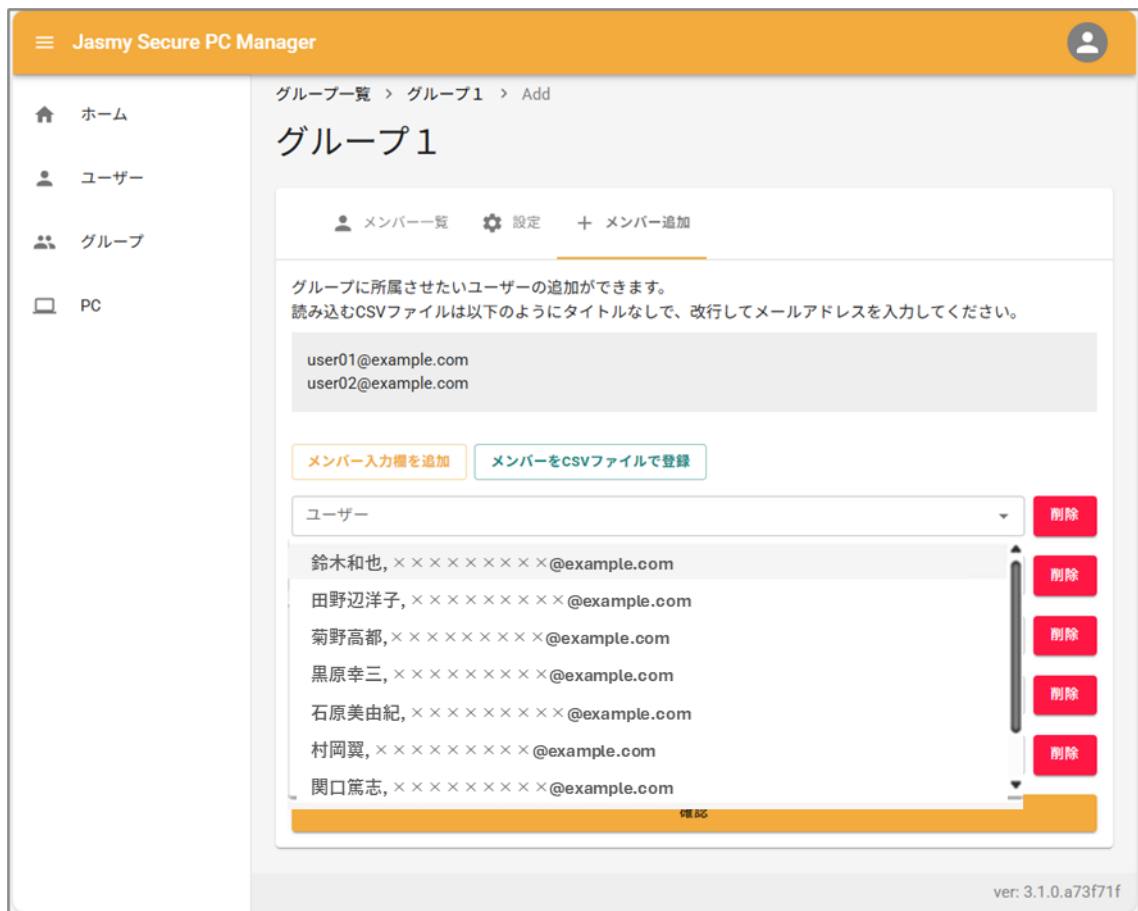 Jasmy Secure PC Manager
ホーム
ユーザー
グループ
PC
グループ一覧 > グループ1 > Add
グループ１
メンバー一覧 設定 + メンバー追加
グループに所属させたいユーザーの追加ができます。
読み込むCSVファイルは以下のようにタイトルなしで、改行してメールアドレスを入力してください。
user01@example.com
user02@example.com
メンバー入力欄を追加 メンバーをCSVファイルで登録
ユーザー 削除
鈴木和也,×××××××××@example.com
削除
田野辺洋子,×××××××××@example.com
菊野高都,×××××××××@example.com
削除
黒原幸三,×××××××××@example.com
削除
石原美由紀,×××××××××@example.com
村岡翼,×××××××××@example.com
削除
関口篤志,×××××××××@example.com
確認
ver: 3.1.0.a73f71f